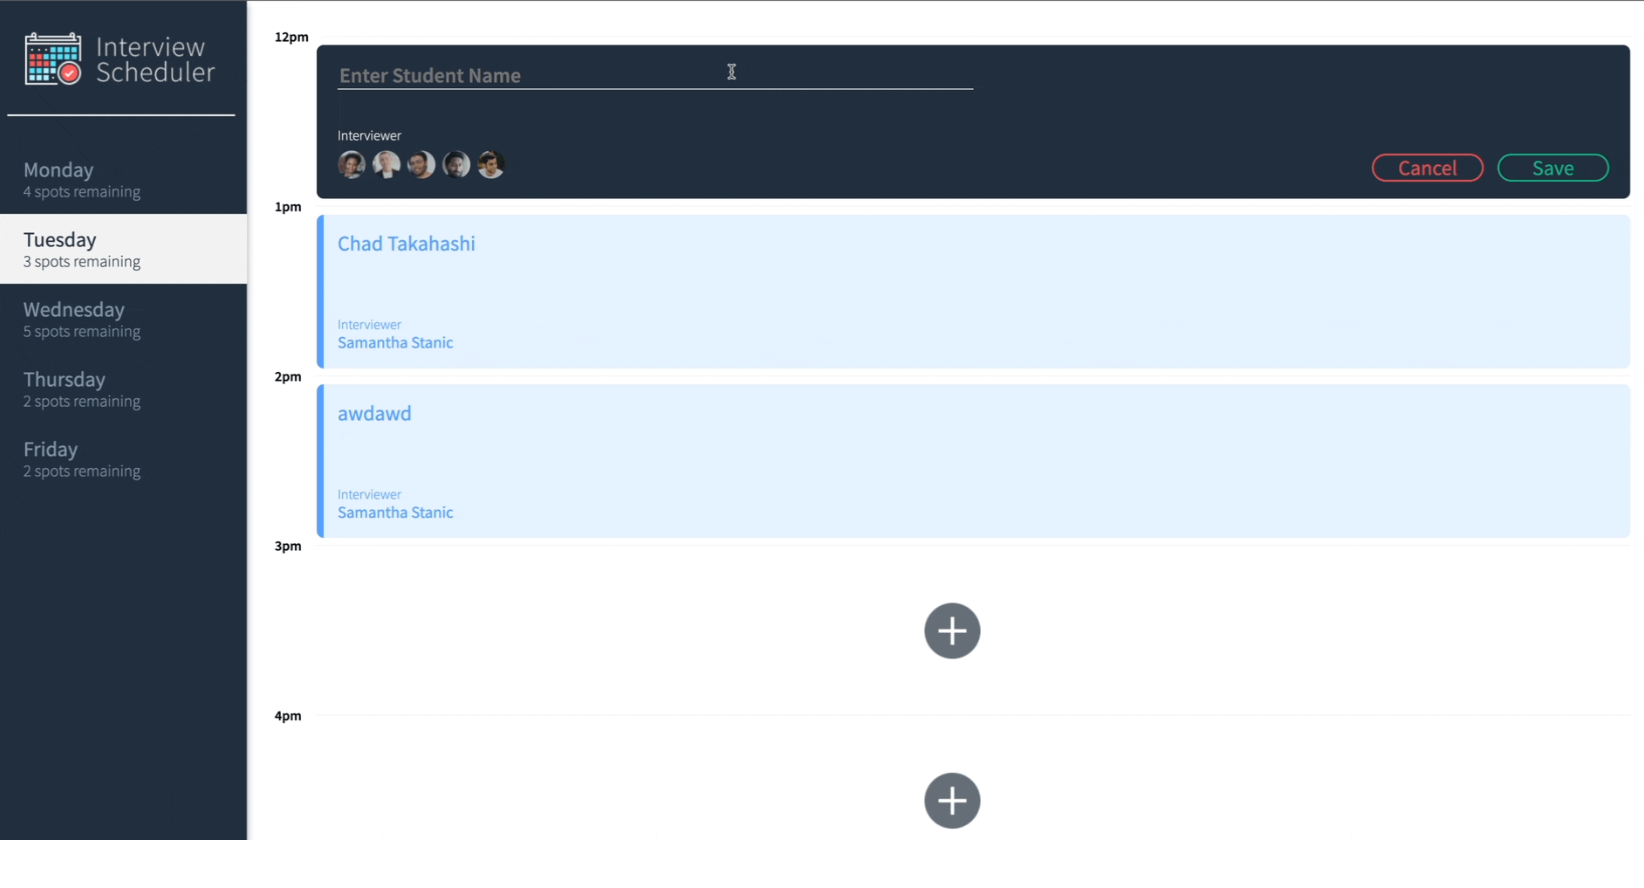 Interview
Scheduler
Monday
4 spots remaining
Tuesday
3 spots remaining
Wednesday
5 spots remaining
Thursday
2 spots remaining
Friday
2 spots remaining
12pm
Enter Student Name
Interviewer
Cancel
Save
1pm
Chad Takahashi
Interviewer
Samantha Stanic
2pm
awdawd
Interviewer
Samantha Stanic
3pm
4pm